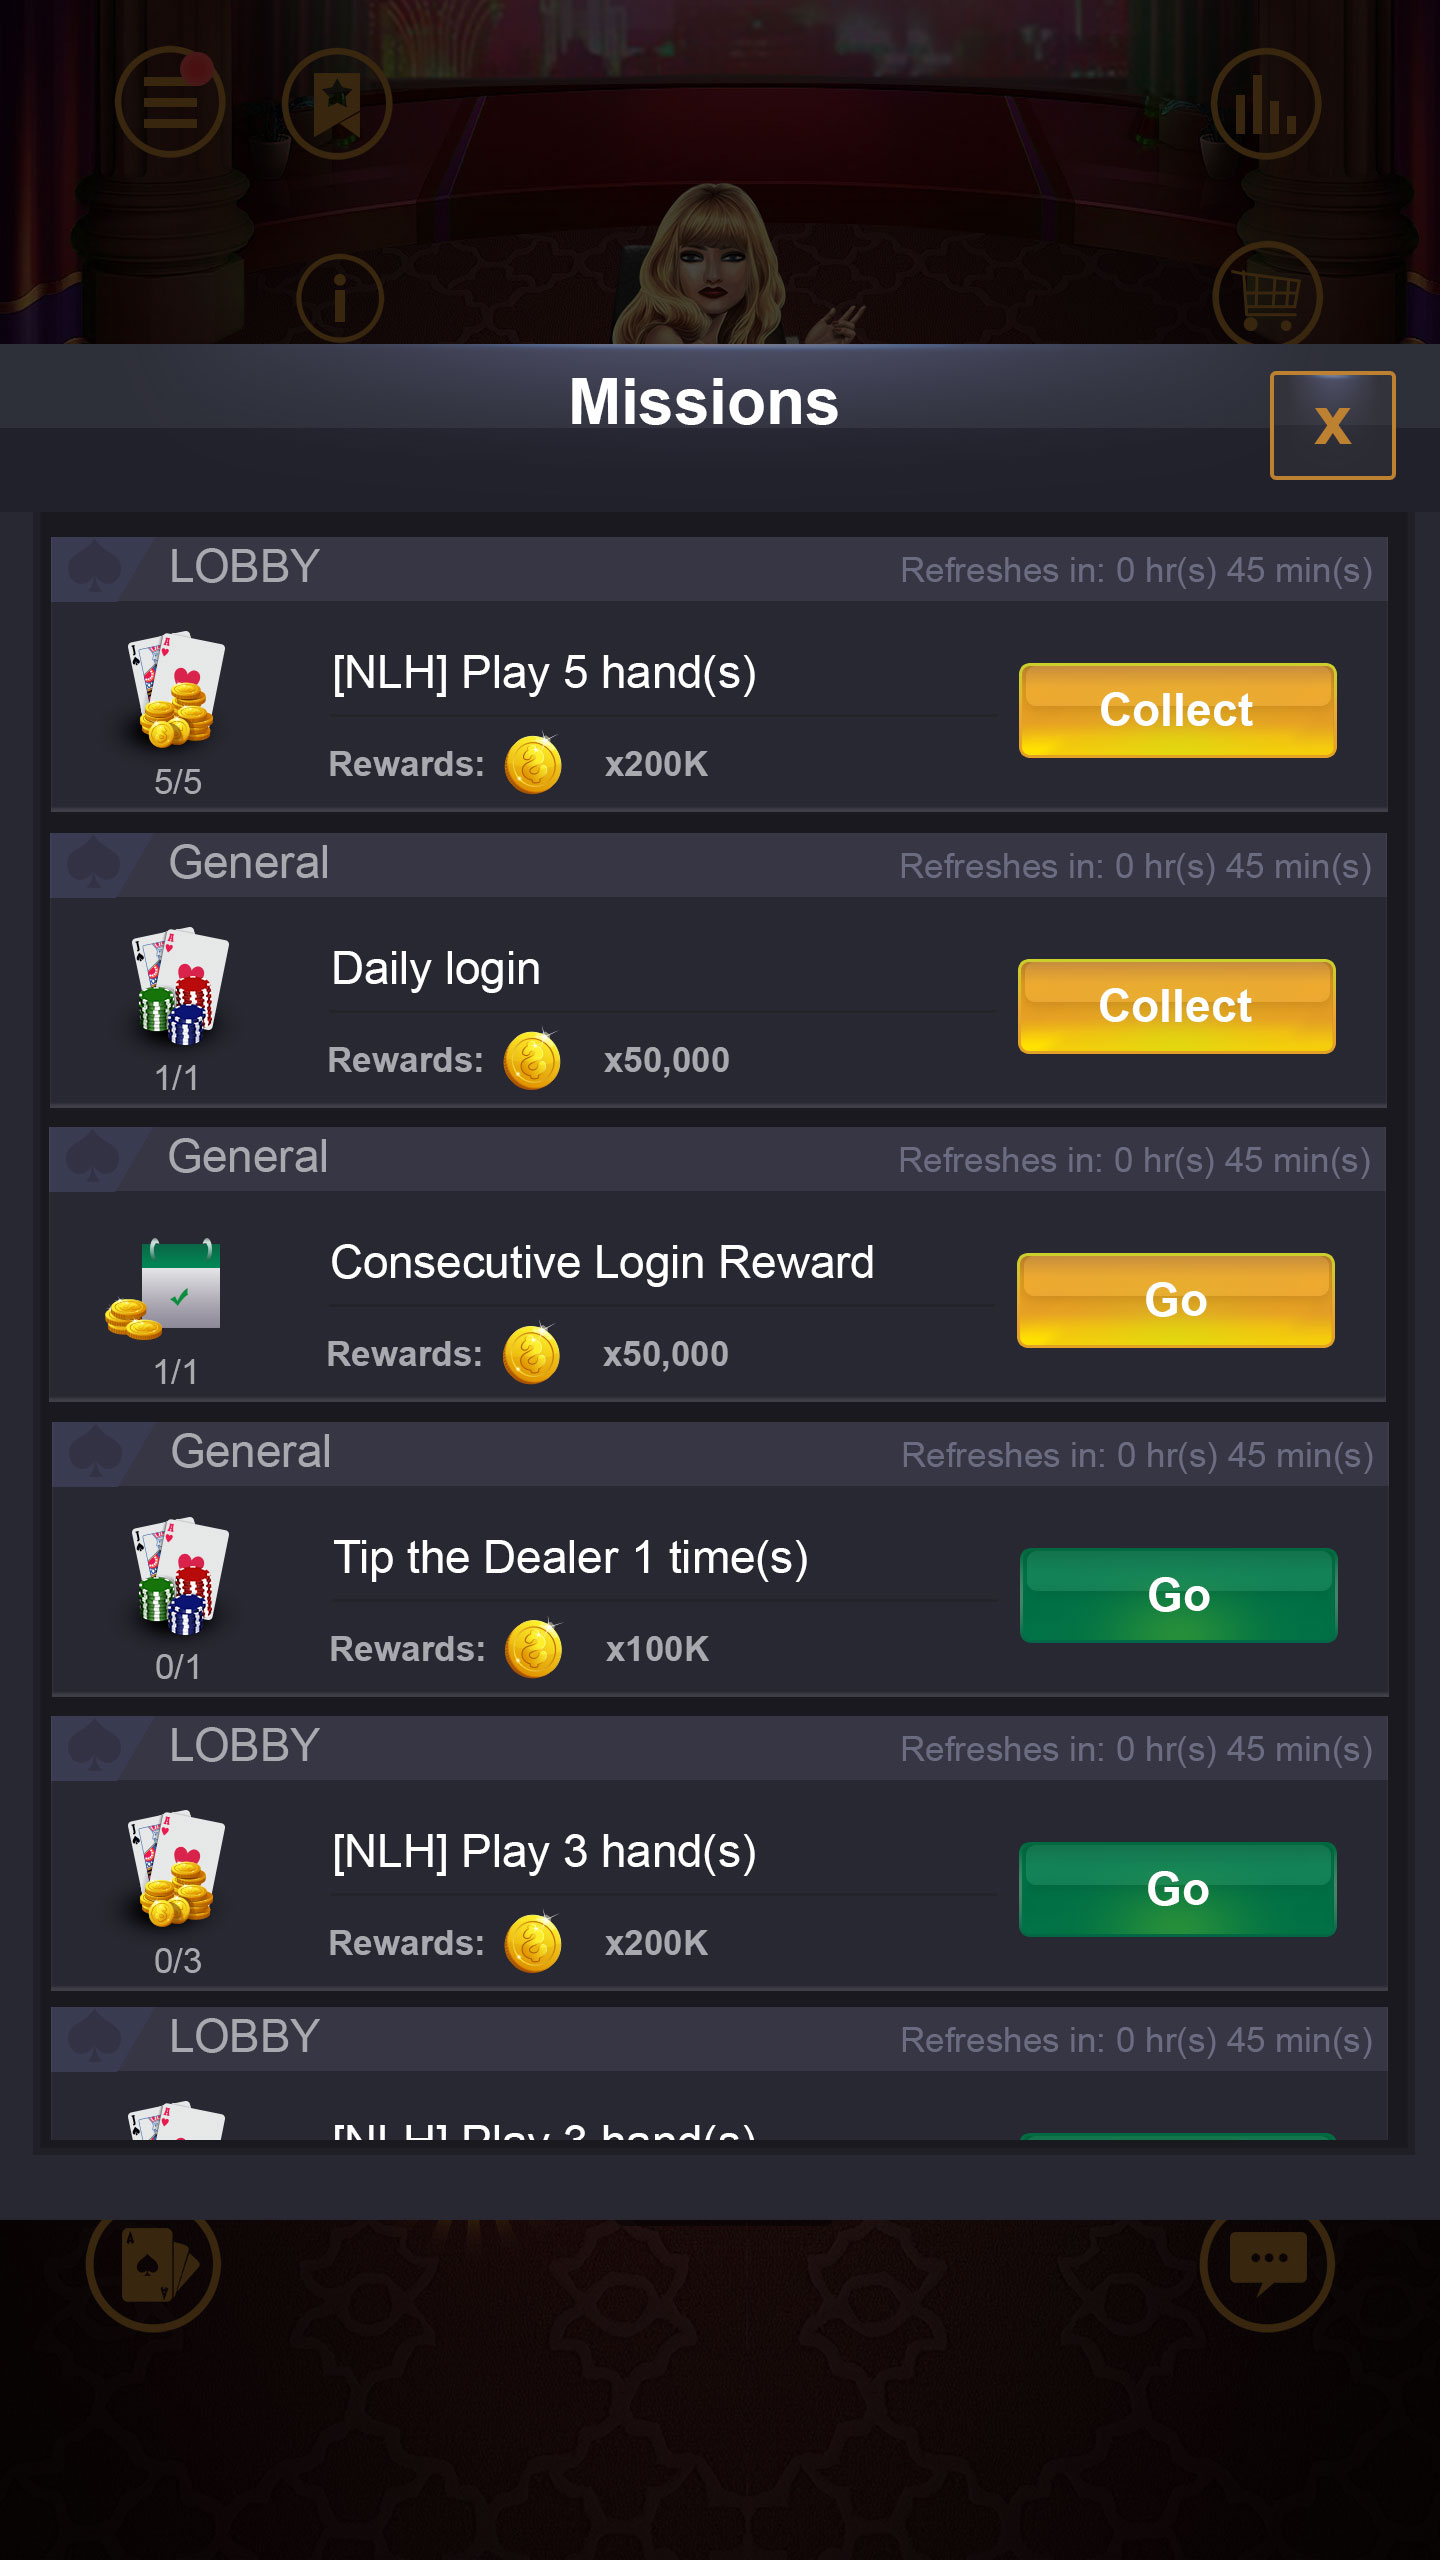 Missions
X
LOBBY
Refreshes in: 0 hr(s) 45 min(s)
[NLH] Play 5 hand(s)
Collect
Rewards: x200K
5/5
General
Refreshes in: 0 hr(s) 45 min(s)
Daily login
Collect
Rewards: x50,000
1/1
General
Refreshes in: 0 hr(s) 45 min(s)
Consecutive Login Reward
Go
Rewards: x50,000
1/1
General
Refreshes in: 0 hr(s) 45 min(s)
Tip the Dealer 1 time(s)
Go
Rewards: x100K
0/1
LOBBY
Refreshes in: 0 hr(s) 45 min(s)
[NLH] Play 3 hand(s)
Go
Rewards: x200K
0/3
LOBBY
Refreshes in: 0 hr(s) 45 min(s)
[NLH] Play 3 hand(s)